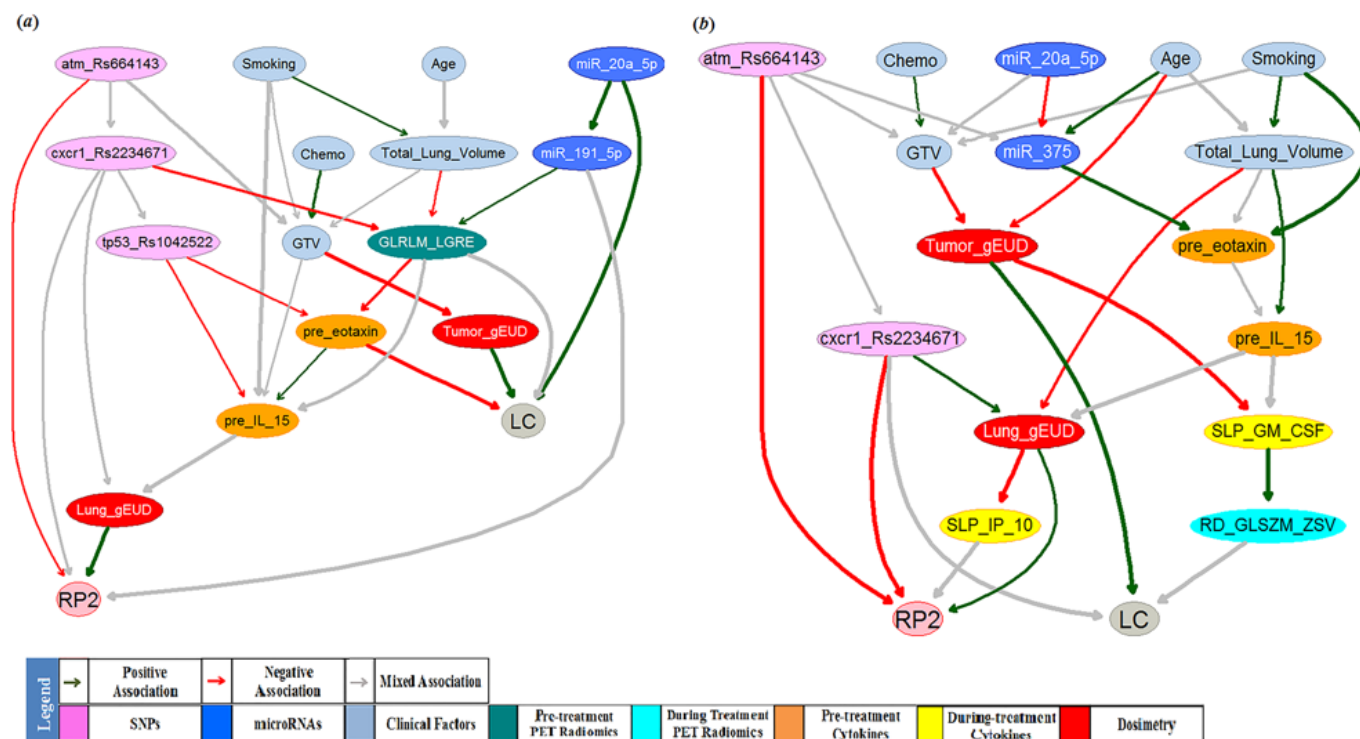 (a)
atm_Rs664143 Smoking Age miR_20a_5p
cxcr1_Rs2234671 Chemo Total_Lung_Volume miR_191_5p
tp53_Rs1042522 GTV GLRLM_LGRE
pre_eotaxin Tumor_gEUD
pre_IL_15 LC
Lung_gEUD
RP2
(b)
atm_Rs664143 Chemo miR_20a_5p Age Smoking
GTV miR_375 Total_Lung_Volume
Tumor_gEUD pre_eotaxin
cxcr1_Rs2234671 pre_IL_15
Lung_gEUD SLP_GM_CSF
SLP_IP_10 RD_GLSZM_ZSV
RP2 LC
Legend
Positive Negative Mixed Association
Association Association
SNPs microRNAs Clinical Factors Pre-treatment During Treatment Pre-treatment During-treatment Dosimetry
PET Radiomics PET Radiomics Cytokines Cytokines